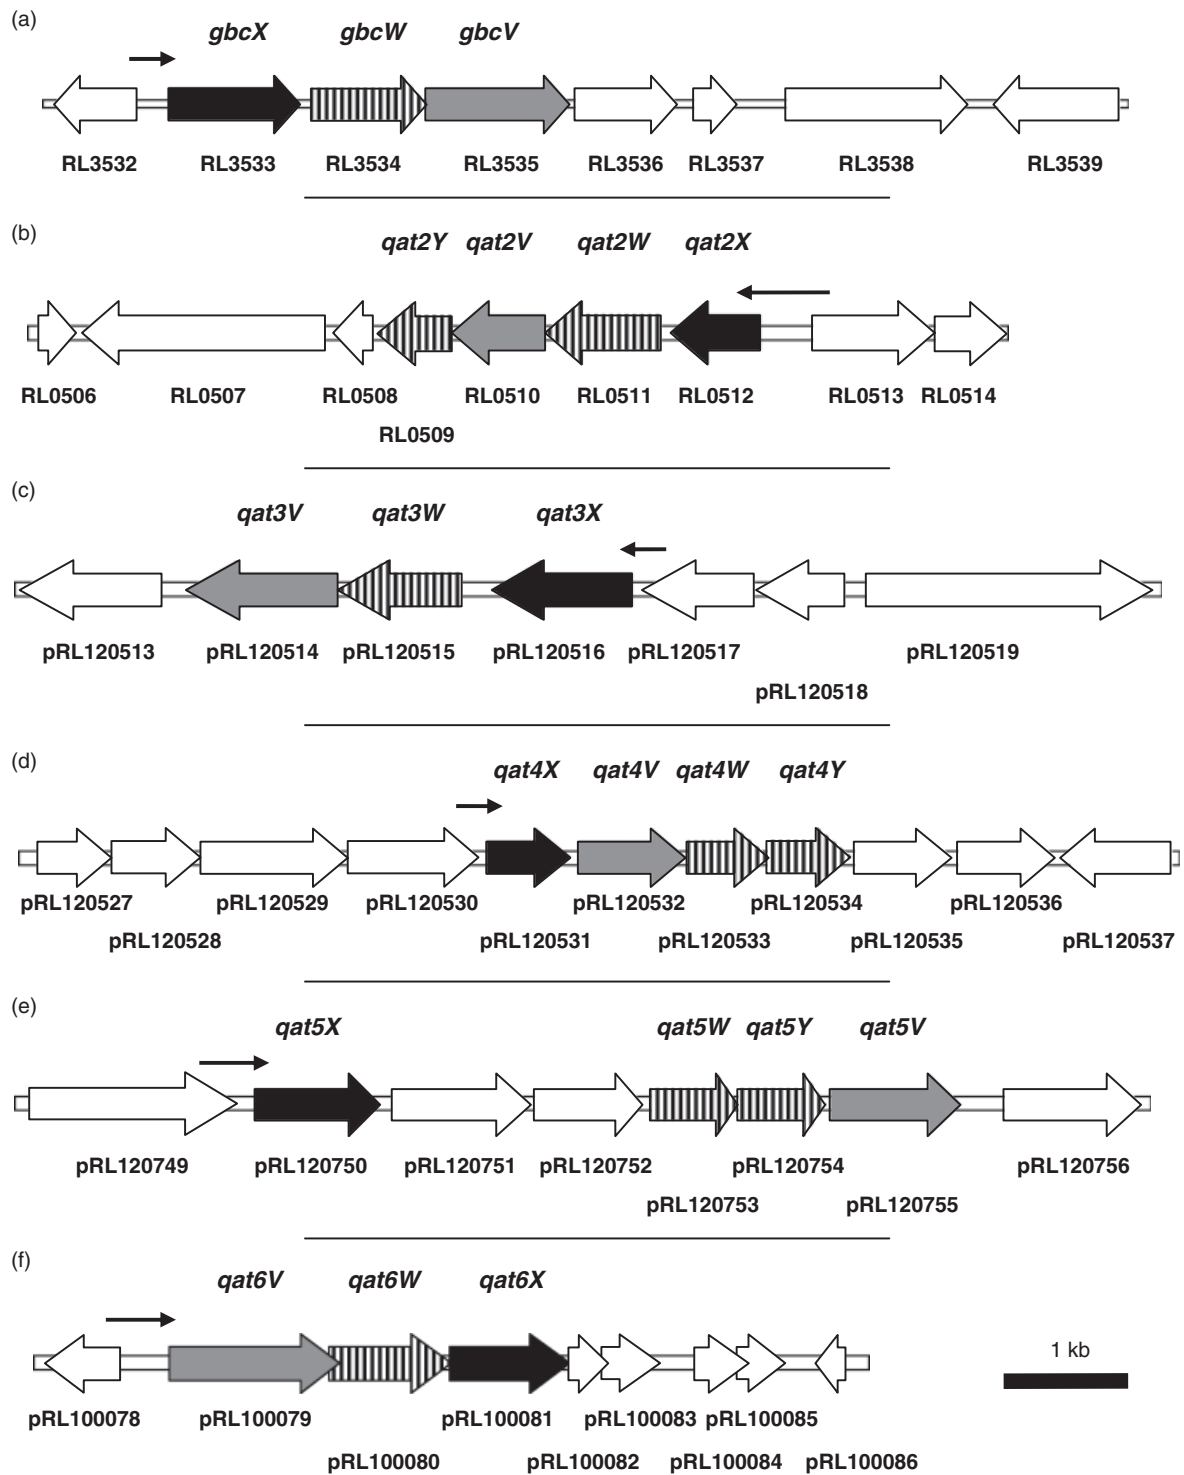 (a)
gbcX gbcW gbcV
RL3532 RL3533 RL3534 RL3535 RL3536 RL3537 RL3538 RL3539
(b)
qat2Y qat2V qat2W qat2X
RL0506 RL0507 RL0508 RL0510 RL0511 RL0512 RL0513 RL0514
RL0509
(c)
qat3V qat3W qat3X
pRL120513 pRL120514 pRL120515 pRL120516 pRL120517 pRL120519
pRL120518
(d)
qat4X qat4V qat4W qat4Y
pRL120527 pRL120529 pRL120530 pRL120532 pRL120534 pRL120536
pRL120528 pRL120531 pRL120533 pRL120535 pRL120537
(e)
qat5X qat5W qat5Y qat5V
pRL120749 pRL120750 pRL120751 pRL120752 pRL120754 pRL120756
pRL120753 pRL120755
(f)
qat6V qat6W qat6X
1 kb
pRL100078 pRL100079 pRL100081 pRL100083 pRL100085
pRL100080 pRL100082 pRL100084 pRL100086